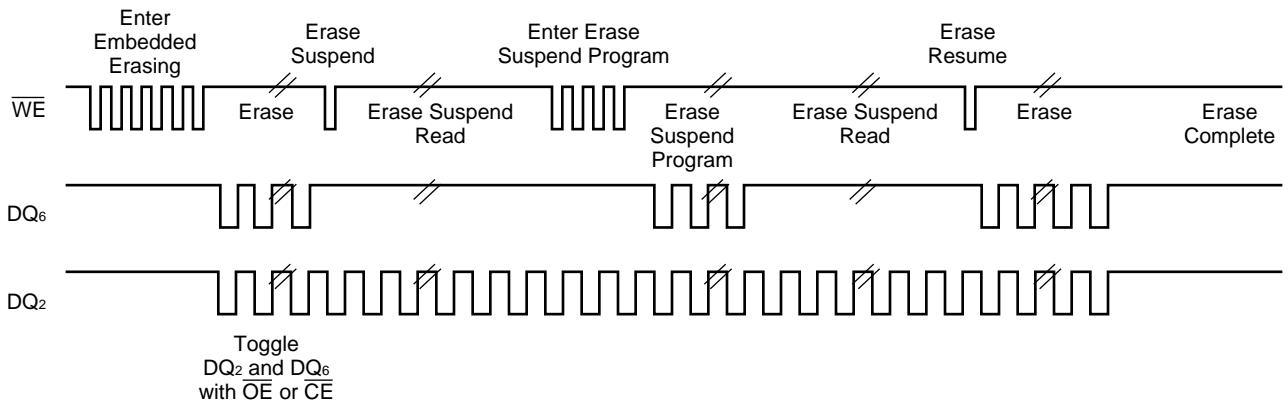 Enter
Embedded
Erasing
Erase
Suspend
Enter Erase
Suspend Program
Erase
Resume
WE
Erase
Erase Suspend
Read
Erase
Suspend
Program
Erase Suspend
Read
Erase
Erase
Complete
DQ6
DQ2
Toggle
DQ2 and DQ6
with OE or CE